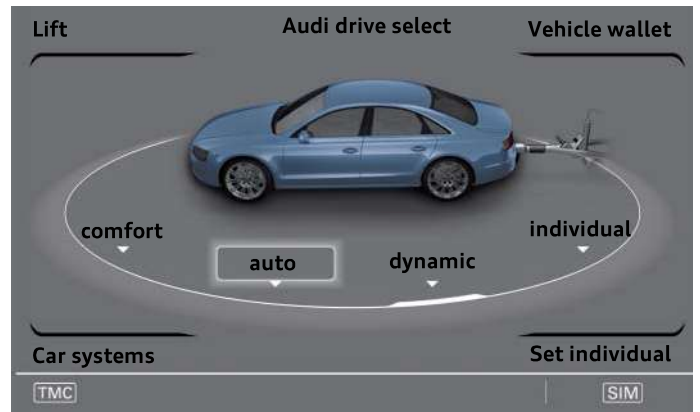 Lift
Audi drive select
Vehicle wallet
comfort
individual
auto
dynamic
Car systems
Set individual
TMC
SIM